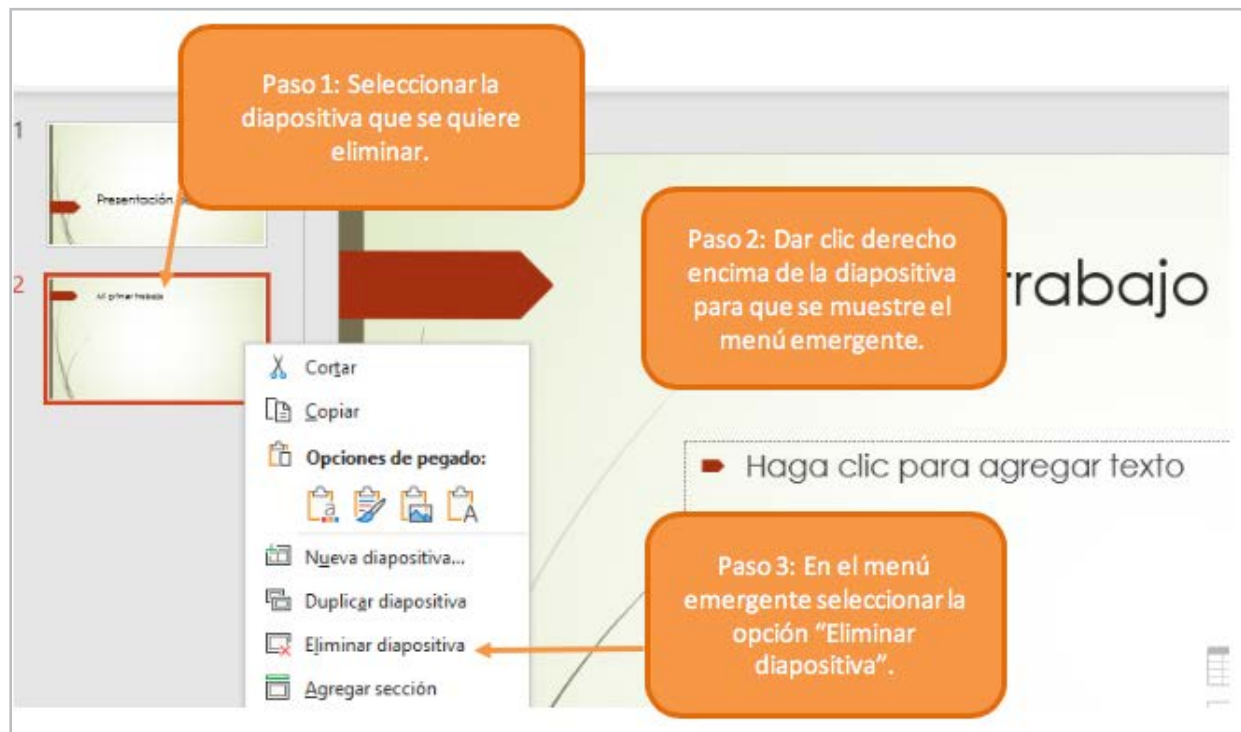 Paso 1: Seleccionar la
diapositiva que se quiere
eliminar.
1
Presentación
2
Mi primer trabajo
Paso 2: Dar clic derecho
encima de la diapositiva
para que se muestre el
menú emergente.
rabajo
Cortar
Copiar
Opciones de pegado:
Haga clic para agregar texto
Nueva diapositiva...
Duplicar diapositiva
Eliminar diapositiva
Agregar sección
Paso 3: En el menú
emergente seleccionar la
opción “Eliminar
diapositiva”.